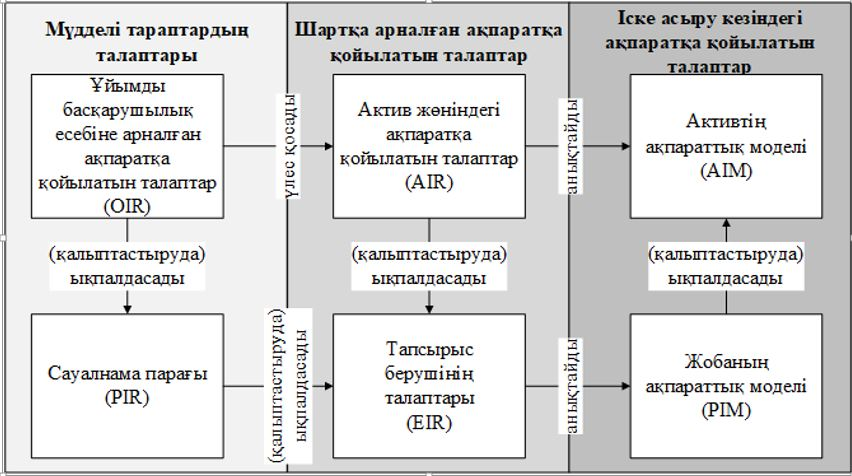 Мүдделі тараптардың
талаптары
Шартқа арналған ақпаратқа
қойылатын талаптар
Іске асыру кезіндегі
ақпаратқа қойылатын
талаптар
Ұйымды
басқарушылық
есебіне арналған
ақпаратқа
қойылатын талаптар
(OIR)
үлес қосады
Актив жөніндегі
ақпаратқа
қойылатын талаптар
(AIR)
анықтайды
Активтің
ақпараттық моделі
(AIM)
(қалыптастыруда)
ықпалдасады
(қалыптастыруда)
ықпалдасады
(қалыптастыруда)
ықпалдасады
Сауалнама парағы
(PIR)
(қалыптастыруда)
ықпалдасады
Тапсырыс
берушінің
талаптары
(EIR)
анықтайды
Жобаның
ақпараттық моделі
(PIM)